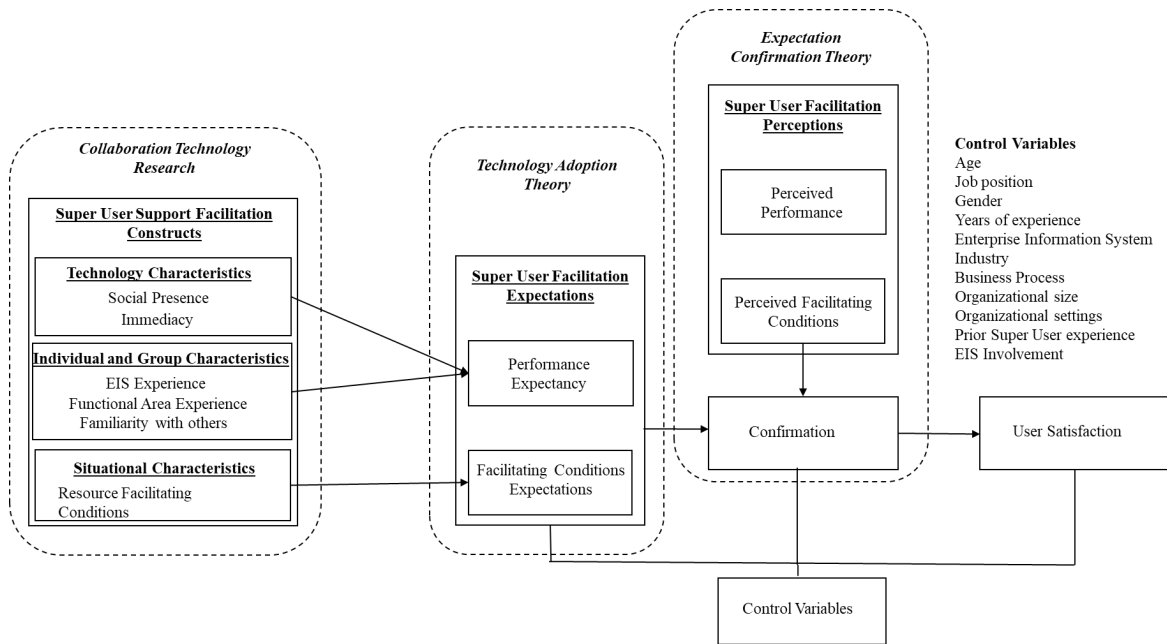 Collaboration Technology
Research
Super User Support Facilitation
Constructs
Technology Characteristics
Social Presence
Immediacy
Individual and Group Characteristics
EIS Experience
Functional Area Experience
Familiarity with others
Situational Characteristics
Resource Facilitating
Conditions
Technology Adoption
Theory
Super User Facilitation
Expectations
Performance
Expectancy
Facilitating Conditions
Expectations
Expectation
Confirmation Theory
Super User Facilitation
Perceptions
Perceived
Performance
Perceived Facilitating
Conditions
Confirmation
User Satisfaction
Control Variables
Control Variables
Age
Job position
Gender
Years of experience
Enterprise Information System
Industry
Business Process
Organizational size
Organizational settings
Prior Super User experience
EIS Involvement